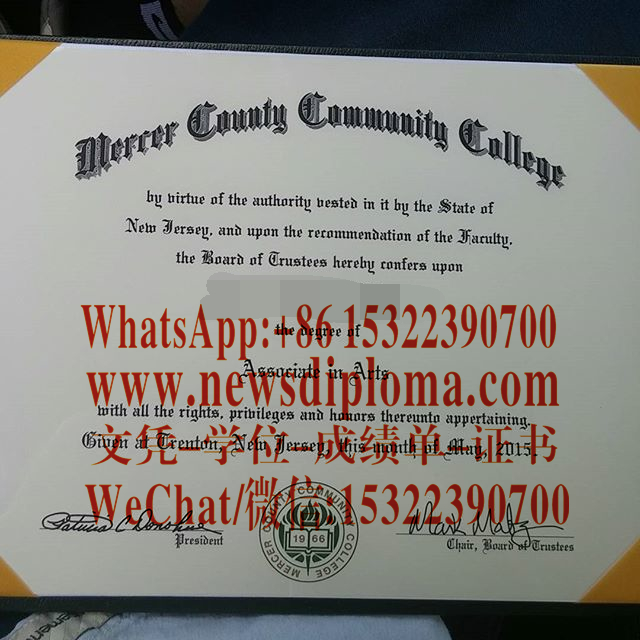 Mercer County Community College
by virtue of the authority vested in it by the State of
New Jersey, and upon the recommendation of the Faculty,
the Board of Trustees hereby confers upon
WhatsApp:+86 15322390700
the degree of
Associate in Arts
www.newsdiploma.com
with all the rights, privileges and honors thereunto appertaining.
Given at Trenton, New Jersey, this month of May, 2015.
文凭-学位-成绩单-证书
WeChat/微信:15322390700
Patricia C Donohue
President
Chair, Board of Trustees
MERCER COUNTY COMMUNITY COLLEGE
1966